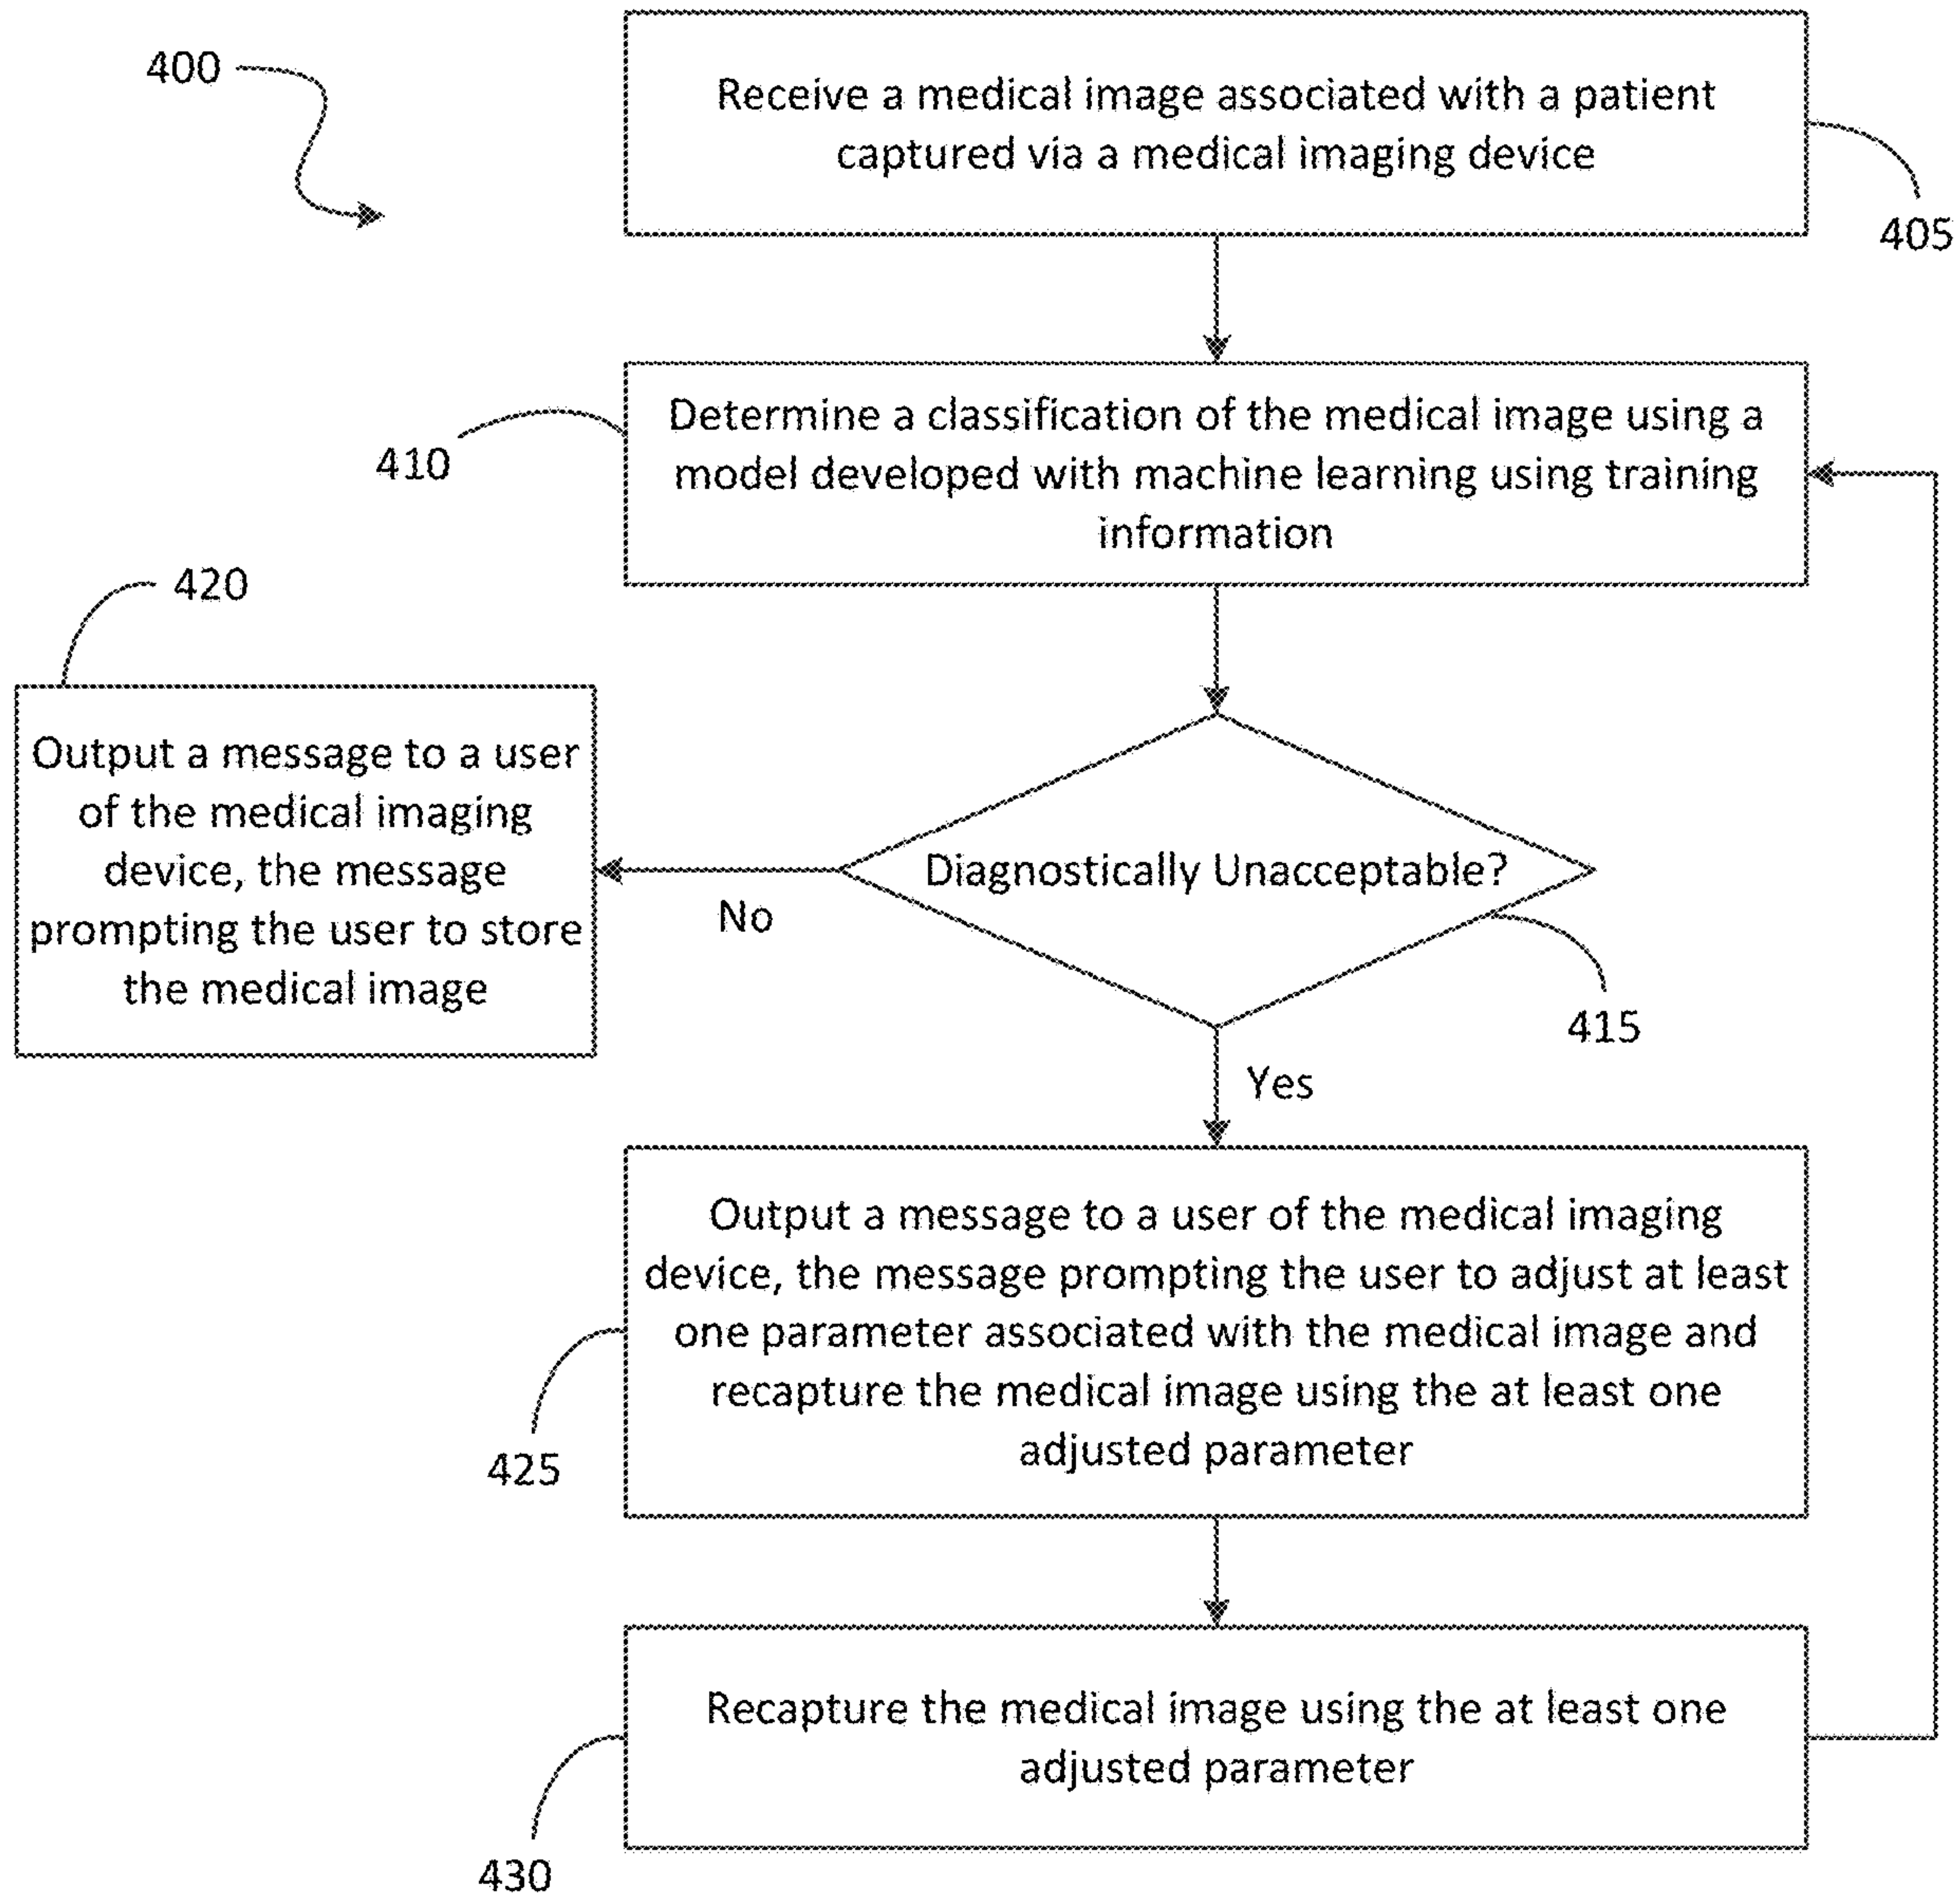 400
Receive a medical image associated with a patient
captured via a medical imaging device
405
410
Determine a classification of the medical image using a
model developed with machine learning using training
information
420
Output a message to a user
of the medical imaging
device, the message
prompting the user to store
the medical image
No
Diagnostically Unacceptable?
415
Yes
Output a message to a user of the medical imaging
device, the message prompting the user to adjust at least
one parameter associated with the medical image and
recapture the medical image using the at least one
adjusted parameter
425
Recapture the medical image using the at least one
adjusted parameter
430